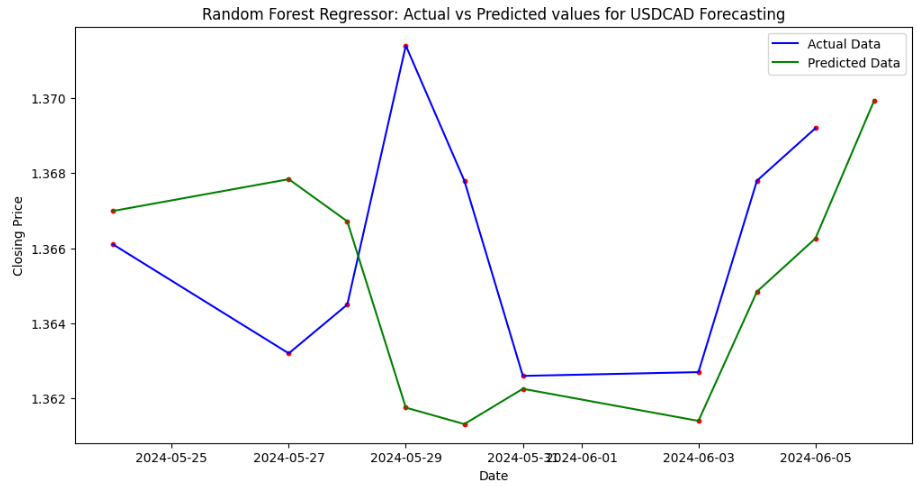 Random Forest Regressor: Actual vs Predicted values for USDCAD Forecasting
Actual Data
Predicted Data
Closing Price
1.370
1.368
1.366
1.364
1.362
2024-05-25
2024-05-27
2024-05-29
2024-05-31
2024-06-01
2024-06-03
2024-06-05
Date